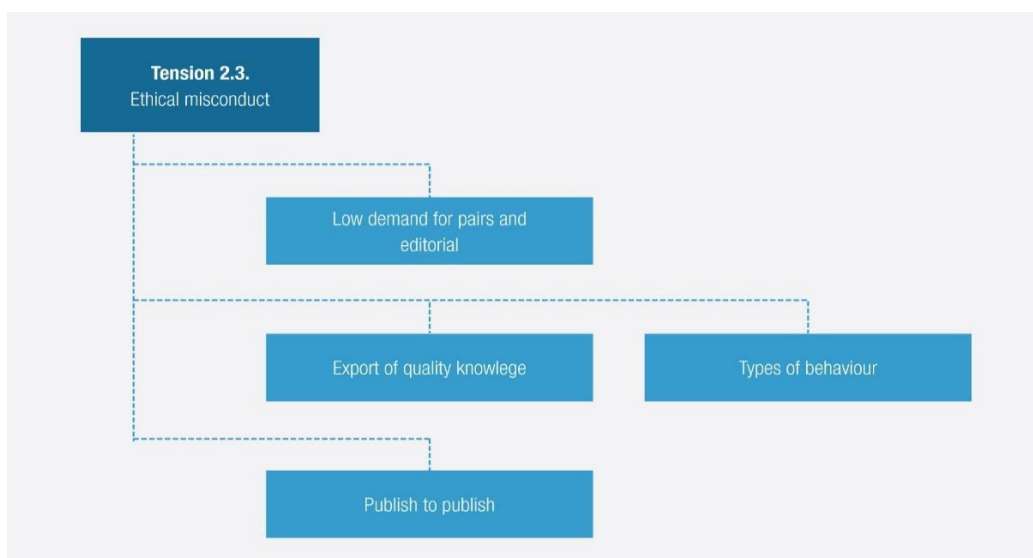 Tension 2.3.
Ethical misconduct
Low demand for pairs and
editorial
Export of quality knowlege
Types of behaviour
Publish to publish